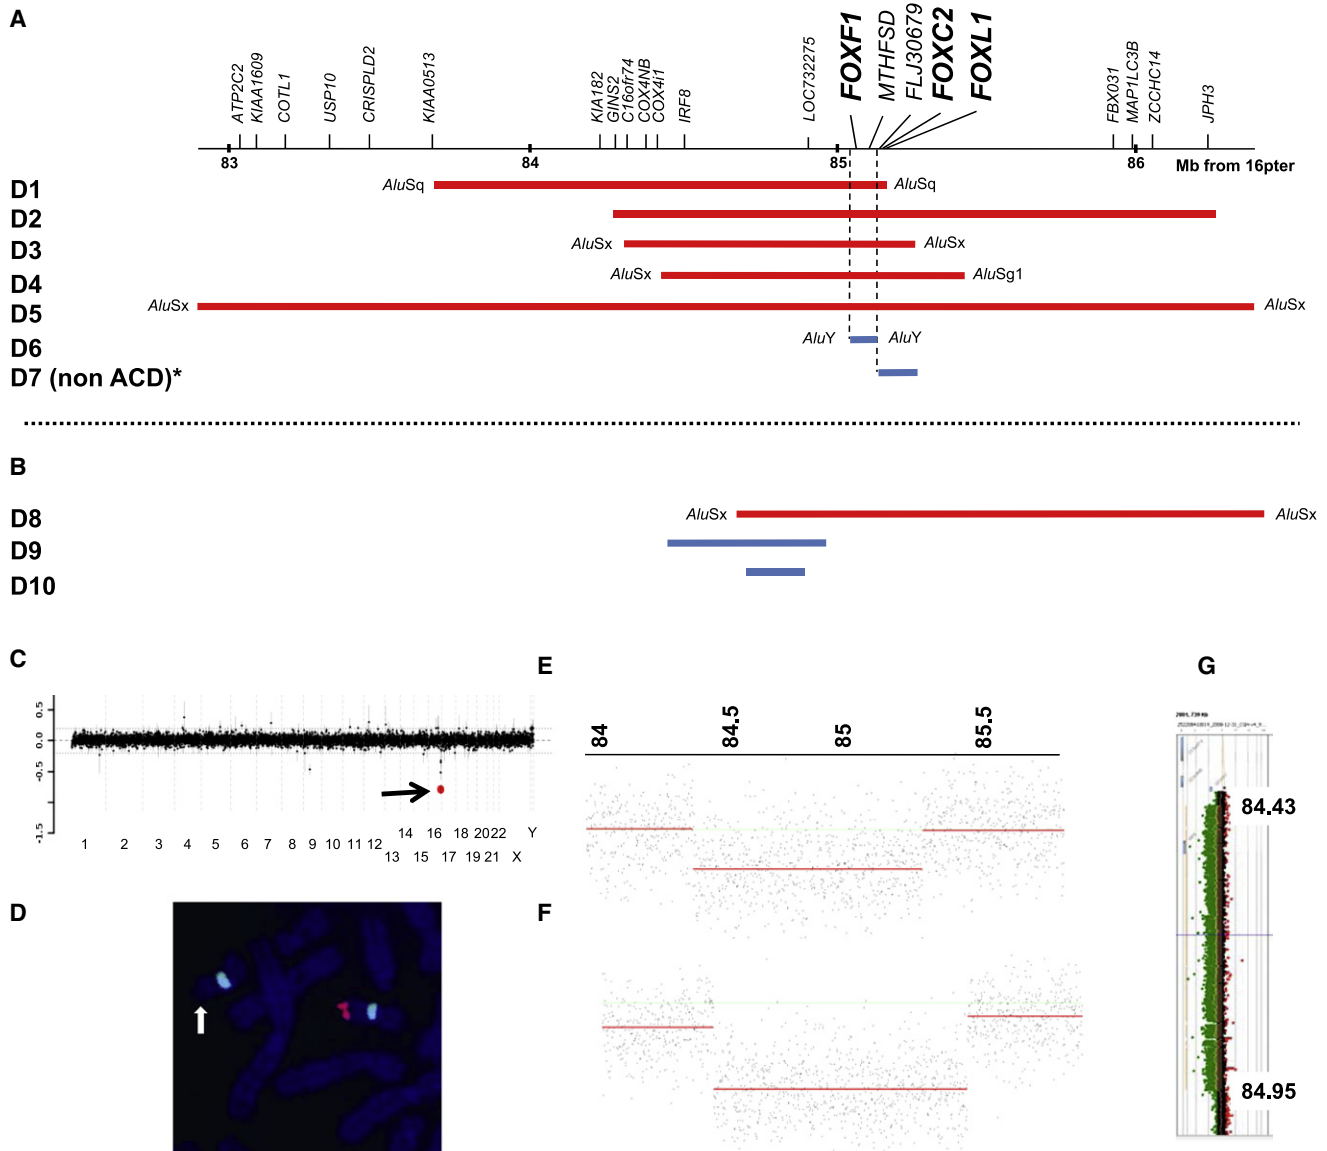 A
ATP2C2 KIAA1609 COTL1 USP10 CRISPLD2 KIAA0513 KIA182 GINS2 C16ofr74 COX4NB COX4i1 IRF8 LOC732275 FOXF1 MTHFSD FLJ30679 FOXC2 FOXL1 FBX031 MAP1LC3B ZCCHC14 JPH3
83 84 85 86 Mb from 16pter
D1 AluSq AluSq
D2
D3 AluSx AluSx
D4 AluSx AluSg1
D5 AluSx AluSx
D6 AluY AluY
D7 (non ACD)*
B
D8 AluSx AluSx
D9
D10
C
0.5
0.0
-0.5
-1.5
14 16 18 20 22 Y
1 2 3 4 5 6 7 8 9 10 11 12
13 15 17 19 21 X
D
E
84 84.5 85 85.5
F
G
84.43
84.95